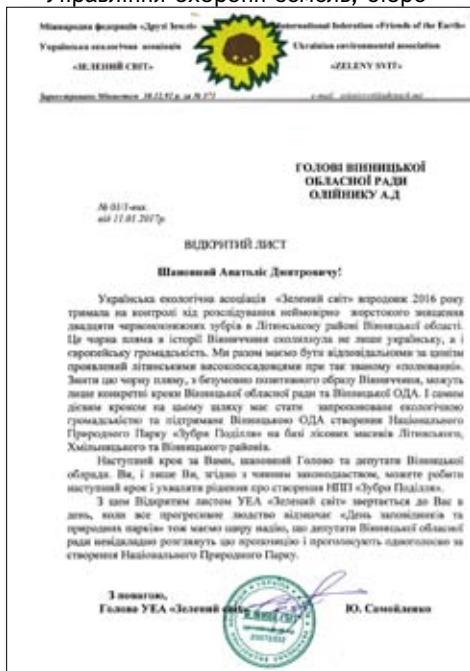 Управління охорони земель, бюро
Міжнародна федерація «Друзі Землі»
International federation «Friends of the Earth»
Українська екологічна асоціація
Ukrainian environmental association
«ЗЕЛЕНИЙ СВІТ»
«ZELENY SVIT»
ГОЛОВІ ВІННИЦЬКОЇ
ОБЛАСНОЇ РАДИ
ОЛІЙНИКУ А.Д
від 11.01.2017р.
ВІДКРИТИЙ ЛИСТ
Шановний Анатоліє Дмитровичу!
Українська екологічна асоціація «Зелений світ» впродовж 2016 року
тримала на контролі хід розслідування неймовірно жорстокого знищення
двадцяти червонокнижних зубрів в Літинському районі Вінницької області.
Ця чорна пляма в історії Вінниччини сколихнула не лише українську, а і
європейську громадськість. Ми разом маємо бути відповідальними за цинізм
проявлений літинськими високопосадовцями при так званому «полюванні».
Змити цю чорну пляму, з безумовно позитивного образу Вінниччини, можуть
лише конкретні кроки Вінницької обласної ради та Вінницької ОДА. І самим
дієвим кроком на цьому шляху має стати запропоноване екологічною
громадськістю та підтримане Вінницькою ОДА створення Національного
Природного Парку «Зубри Поділля» на базі лісових масивів Літинського,
Хмільницького та Вінницького районів.
Наступний крок за Вами, шановний Голово та депутати Вінницької
облради. Ви, і лише Ви, згідно з чинним законодавством, можете робити
наступний крок і ухвалити рішення про створення НПП «Зубри Поділля».
З цим Відкритим листом УЕА «Зелений світ» звертається до Вас в
день, коли все прогресивне людство відзначає «День заповідників та
природних парків» тож маємо щиру надію, що депутати Вінницької обласної
ради невідкладно розглянуть цю пропозицію і проголосують одноголосно за
створення Національного Природного Парку.
З повагою,
Голова УЕА «Зелений світ»
Ю. Самойленко